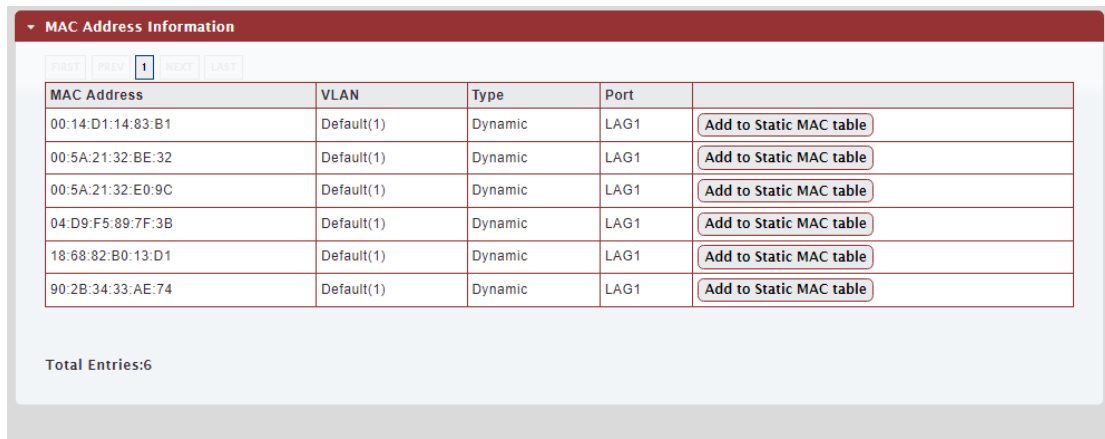 MAC Address Information
FIRST PREV 1 NEXT LAST
MAC Address VLAN Type Port
00:14:D1:14:83:B1 Default(1) Dynamic LAG1 Add to Static MAC table
00:5A:21:32:BE:32 Default(1) Dynamic LAG1 Add to Static MAC table
00:5A:21:32:E0:9C Default(1) Dynamic LAG1 Add to Static MAC table
04:D9:F5:89:7F:3B Default(1) Dynamic LAG1 Add to Static MAC table
18:68:82:B0:13:D1 Default(1) Dynamic LAG1 Add to Static MAC table
90:2B:34:33:AE:74 Default(1) Dynamic LAG1 Add to Static MAC table
Total Entries:6